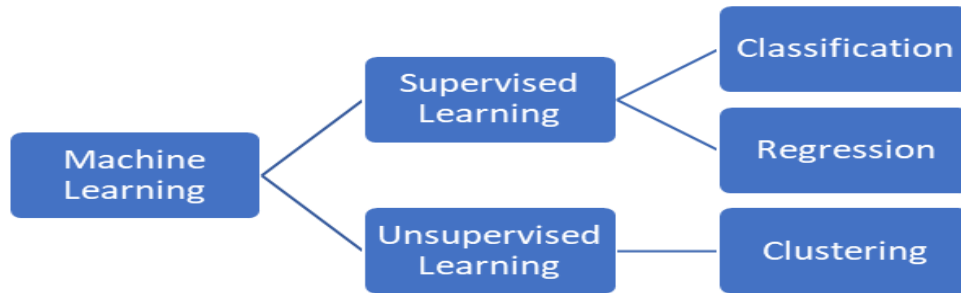 Machine
Learning
Supervised
Learning
Unsupervised
Learning
Classification
Regression
Clustering